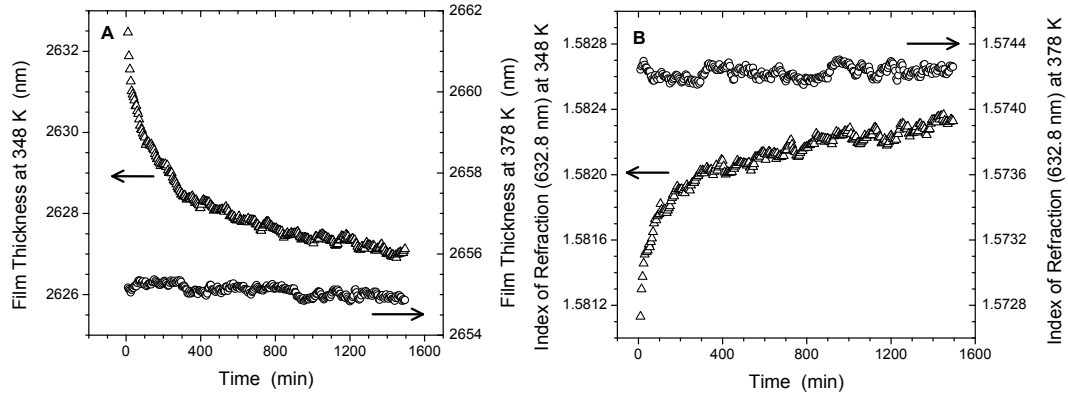 A
Film Thickness at 348 K (nm)
2633
2632
2630
2628
2626
2662
2660
2658
2656
2654
Film Thickness at 378 K (nm)
0 400 800 1200 1600
Time (min)
B
Index of Refraction (632.8 nm) at 348 K
1.5828
1.5824
1.5820
1.5816
1.5812
1.5744
1.5740
1.5736
1.5732
1.5728
Index of Refraction (632.8 nm) at 378 K
0 400 800 1200 1600
Time (min)